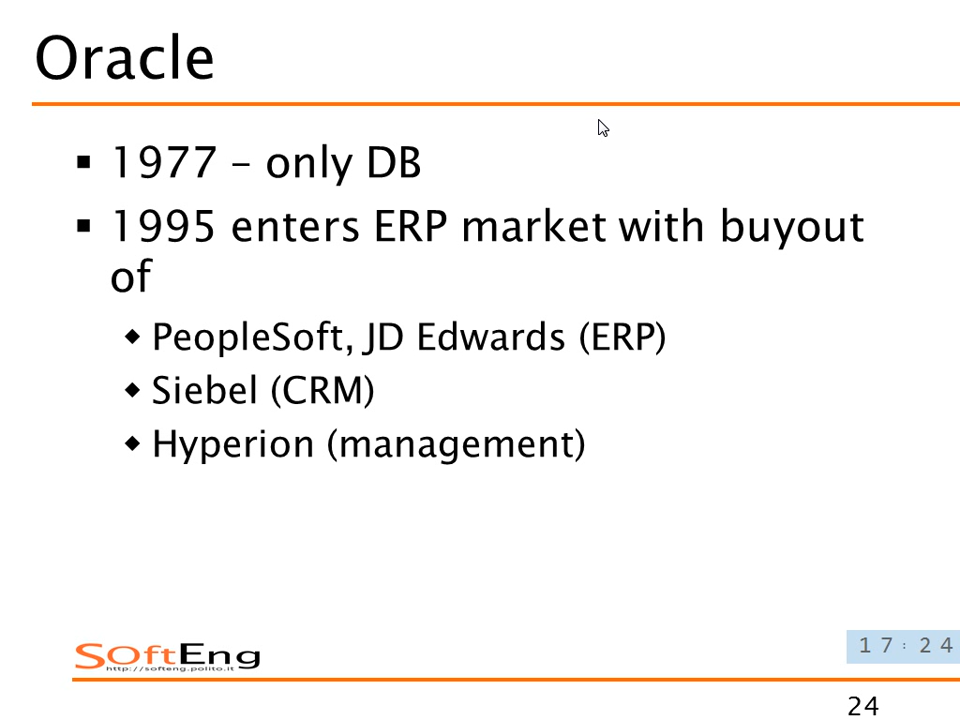 Oracle
▪ 1977 – only DB
▪ 1995 enters ERP market with buyout
of
◆ PeopleSoft, JD Edwards (ERP)
◆ Siebel (CRM)
◆ Hyperion (management)
SOftEng
http://softeng.polito.it
17:24
24